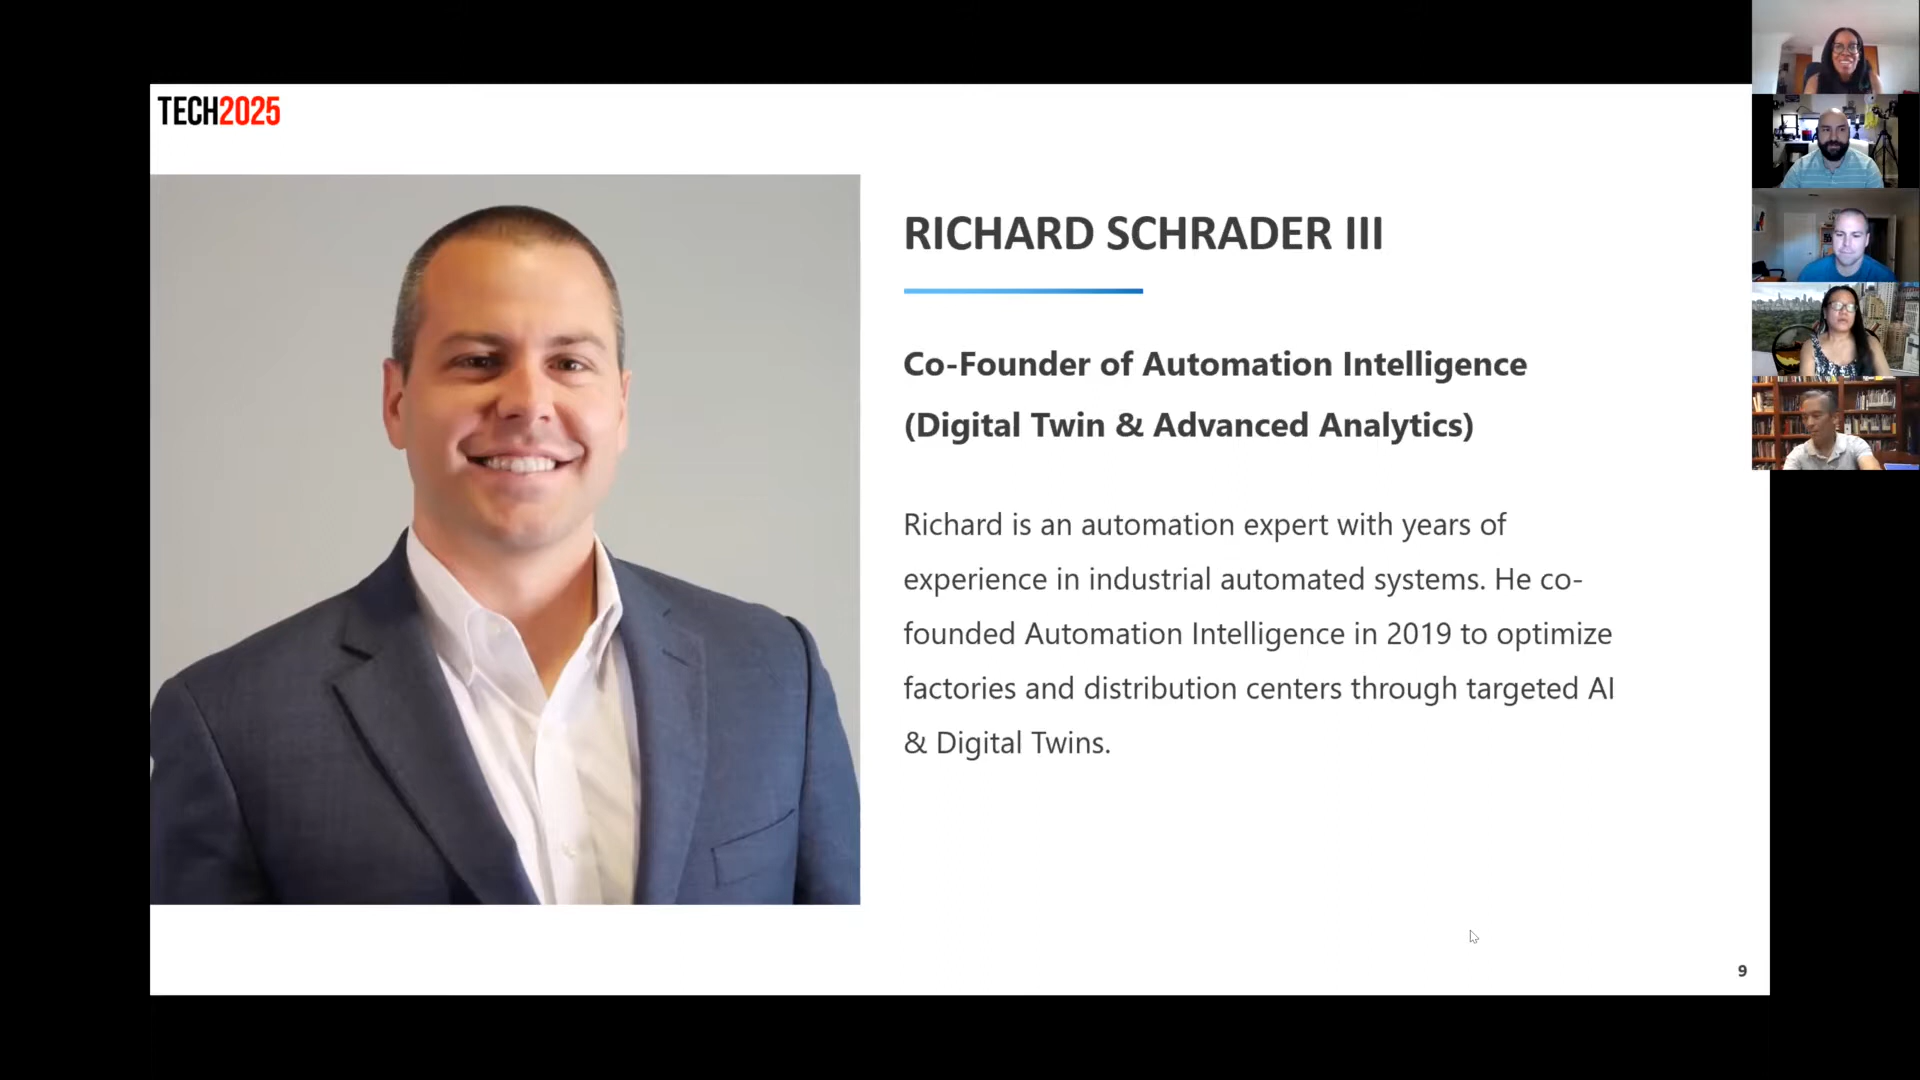 TECH2025
RICHARD SCHRADER III
Co-Founder of Automation Intelligence
(Digital Twin & Advanced Analytics)
Richard is an automation expert with years of
experience in industrial automated systems. He co-
founded Automation Intelligence in 2019 to optimize
factories and distribution centers through targeted AI
& Digital Twins.
9